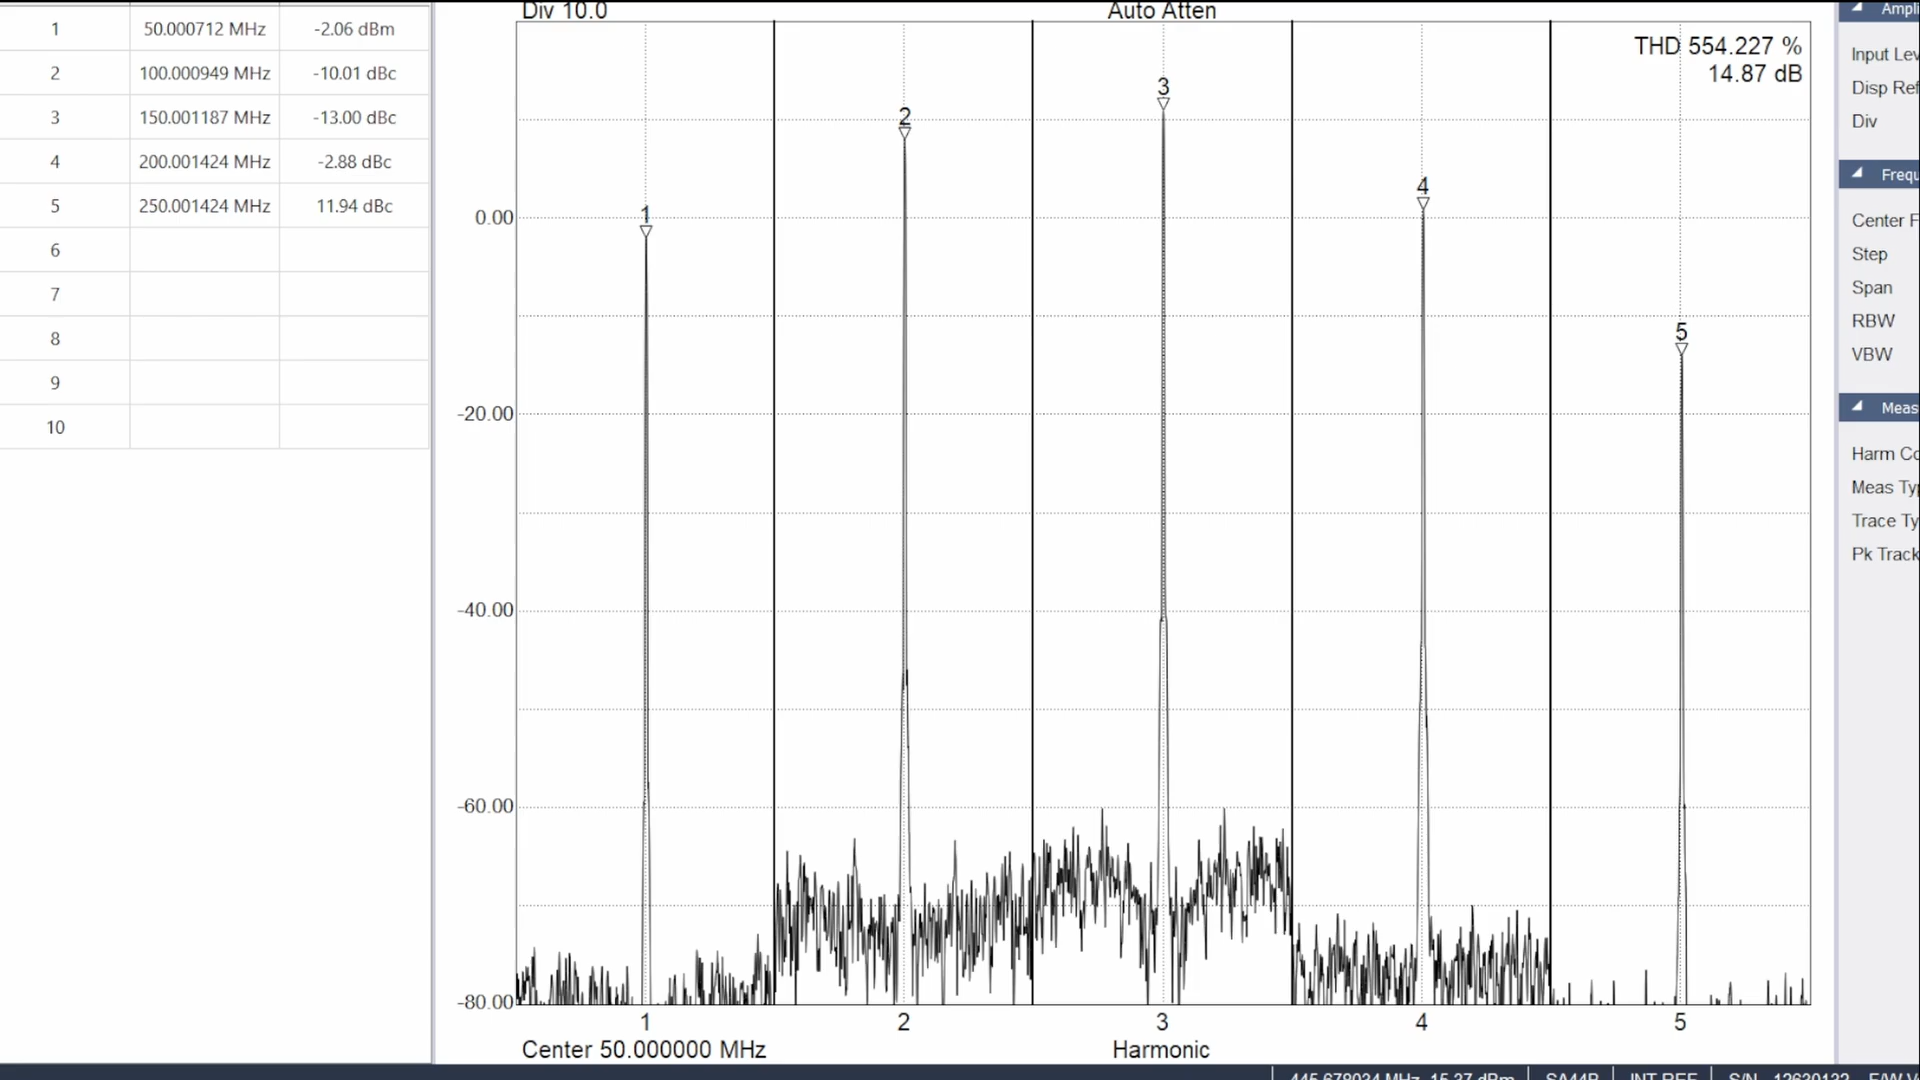 1 50.000712 MHz -2.06 dBm
2 100.000949 MHz -10.01 dBc
3 150.001187 MHz -13.00 dBc
4 200.001424 MHz -2.88 dBc
5 250.001424 MHz 11.94 dBc
6
7
8
9
10
Div 10.0
Auto Atten
THD 554.227 %
14.87 dB
1
2
3
4
5
0.00
-20.00
-40.00
-60.00
-80.00
1 2 3 4 5
Center 50.000000 MHz
Harmonic
Ampli
Input Lev
Disp Ref
Div
Frequ
Center F
Step
Span
RBW
VBW
Meas
Harm Co
Meas Typ
Trace Ty
Pk Track